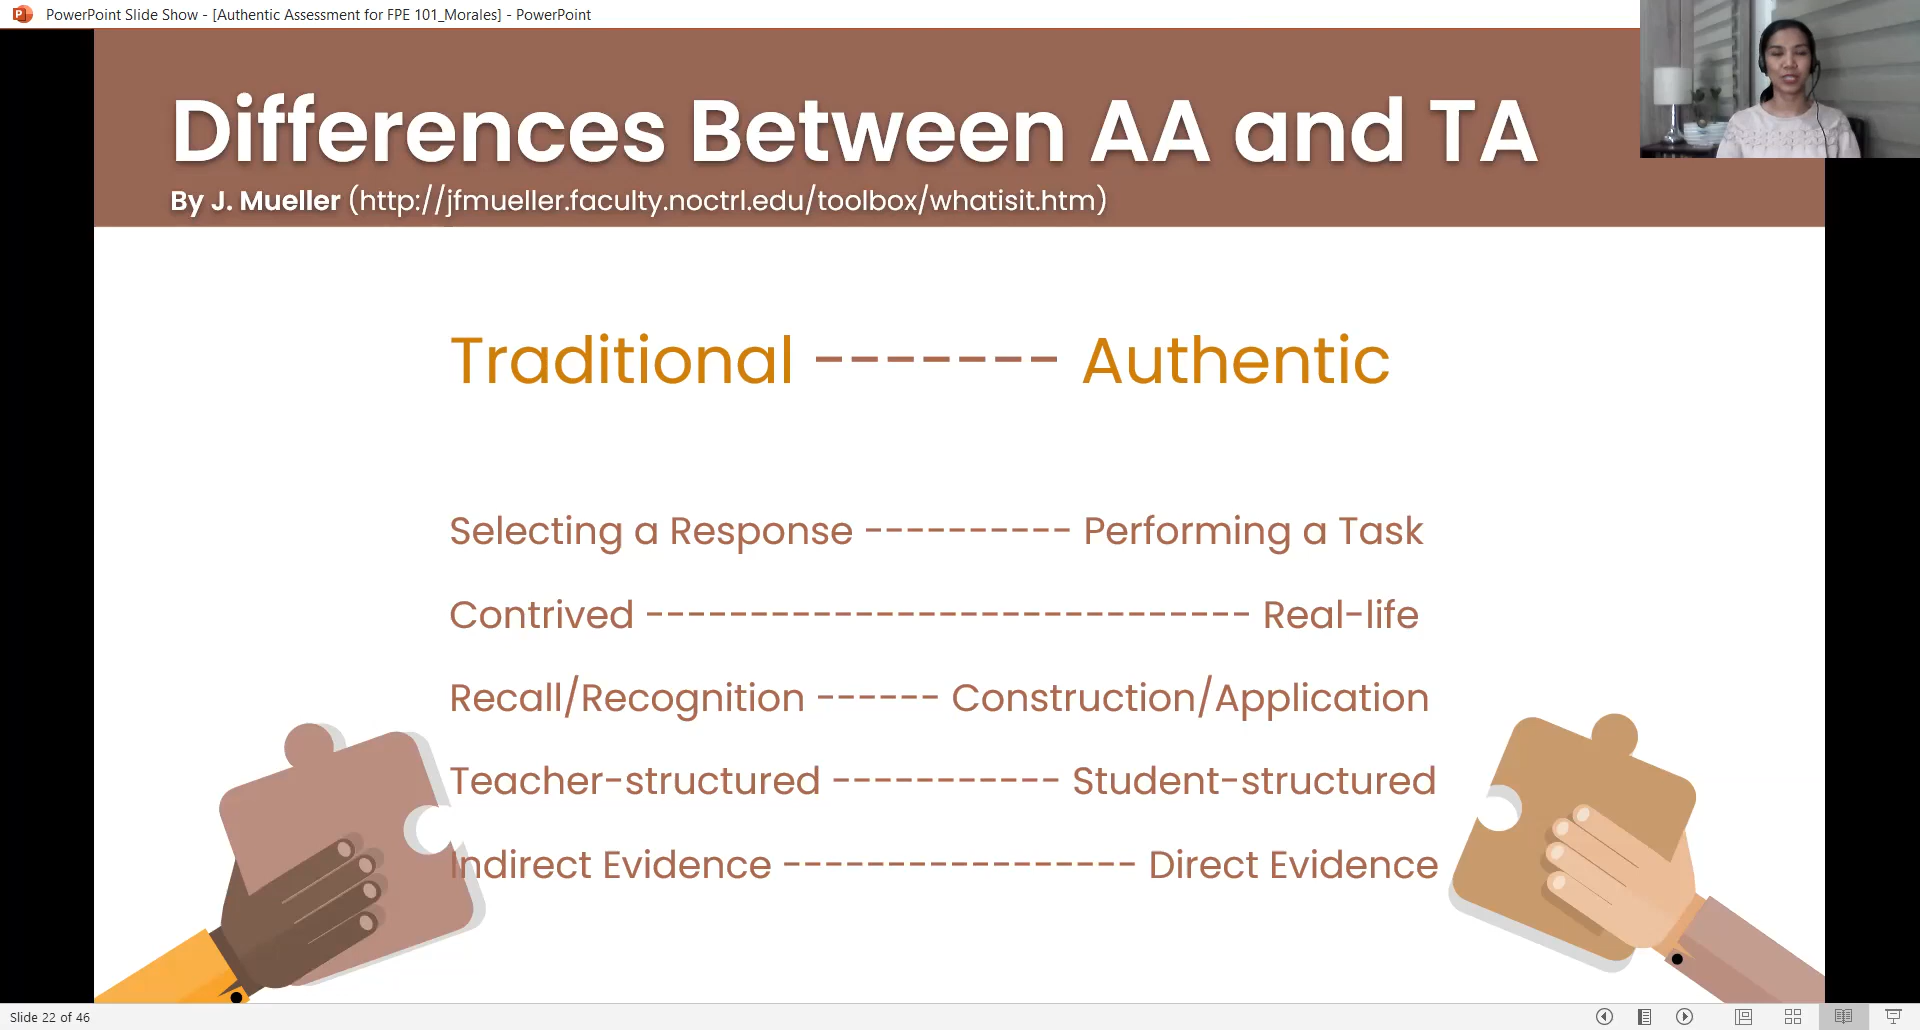 PowerPoint Slide Show - [Authentic Assessment for FPE 101_Morales] - PowerPoint
Differences Between AA and TA
By J. Mueller (http://jfmueller.faculty.noctrl.edu/toolbox/whatisit.htm)
Traditional ------- Authentic
Selecting a Response ---------- Performing a Task
Contrived ----------------------------- Real-life
Recall/Recognition ------ Construction/Application
Teacher-structured ----------- Student-structured
Indirect Evidence ----------------- Direct Evidence
Slide 22 of 46